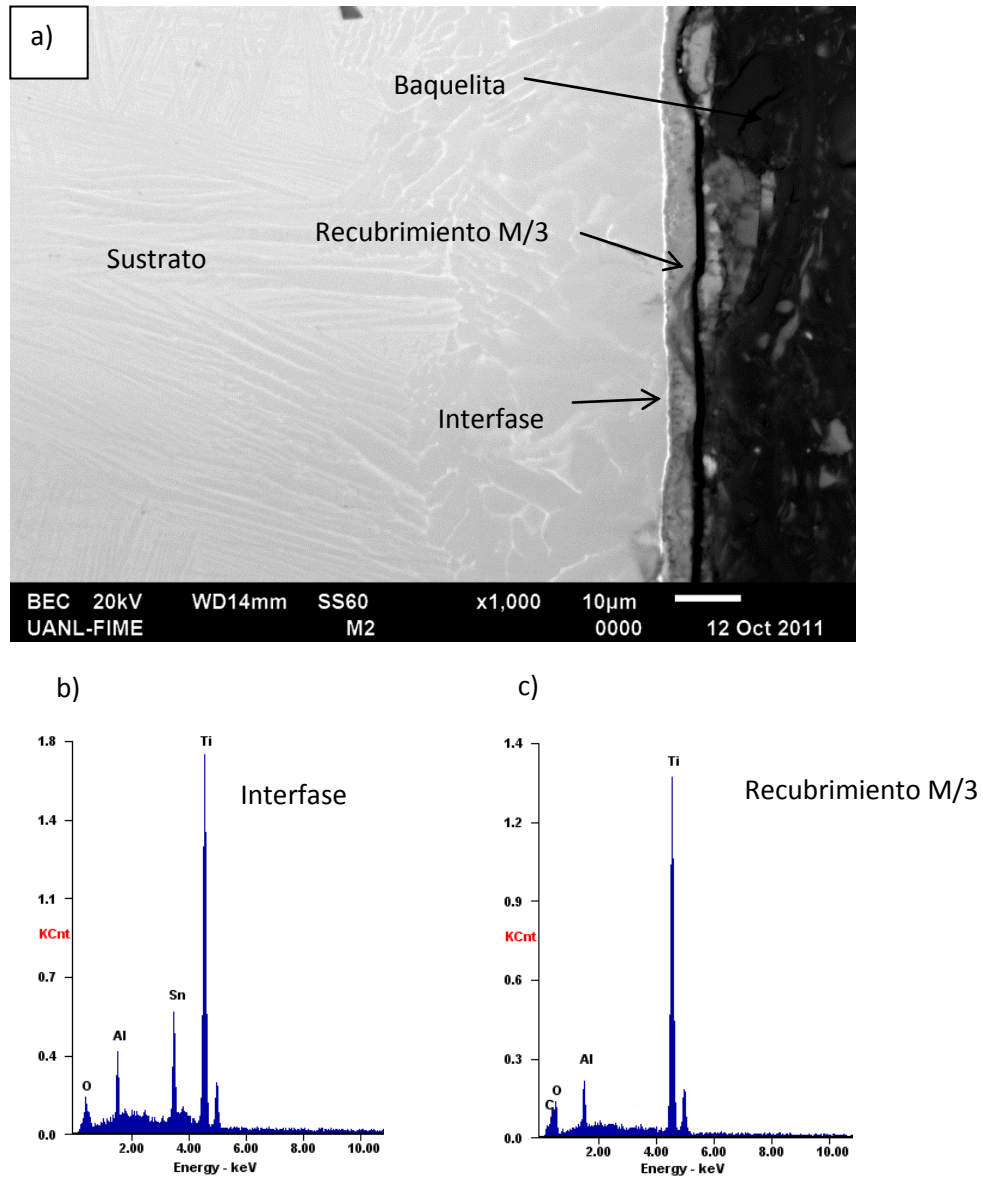 a)
Baquelita
Recubrimiento M/3
Sustrato
Interfase
BEC 20kV WD14mm SS60 x1,000 10µm
UANL-FIME M2 0000 12 Oct 2011
b)
c)
1.8
1.4
1.1
KCnt
0.7
0.4
0.0
Ti
Interfase
Sn
Al
O
2.00 4.00 6.00 8.00 10.00
Energy - keV
1.4
1.2
0.9
KCnt
0.6
0.3
0.0
Ti
Recubrimiento M/3
Al
O
C
2.00 4.00 6.00 8.00 10.00
Energy - keV